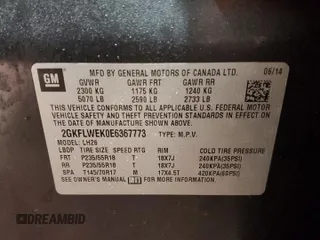 GM
MFD BY GENERAL MOTORS OF CANADA LTD. 06/14
GVWR GAWR FRT GAWR RR
2300 KG 1175 KG 1240 KG
5070 LB 2590 LB 2733 LB
THIS VEHICLE CONFORMS TO ALL APPLICABLE U.S. FEDERAL MOTOR
VEHICLE SAFETY AND THEFT PREVENTION STANDARDS IN EFFECT ON
THE DATE OF MANUFACTURE SHOWN ABOVE.
2GKFLWEK0E6367773 TYPE: M.P.V.
MODEL: LH26
LBDP TIRE SIZE SPEED RTG RIM COLD TIRE PRESSURE
FRT P235/55R18 T 18X7J 240KPA(35PSI)
RR P235/55R18 T 18X7J 240KPA(35PSI)
SPA T145/70R17 M 17X4.5T 420KPA(60PSI)
SEE OWNER'S MANUAL FOR MORE INFORMATION.
DREAMBID